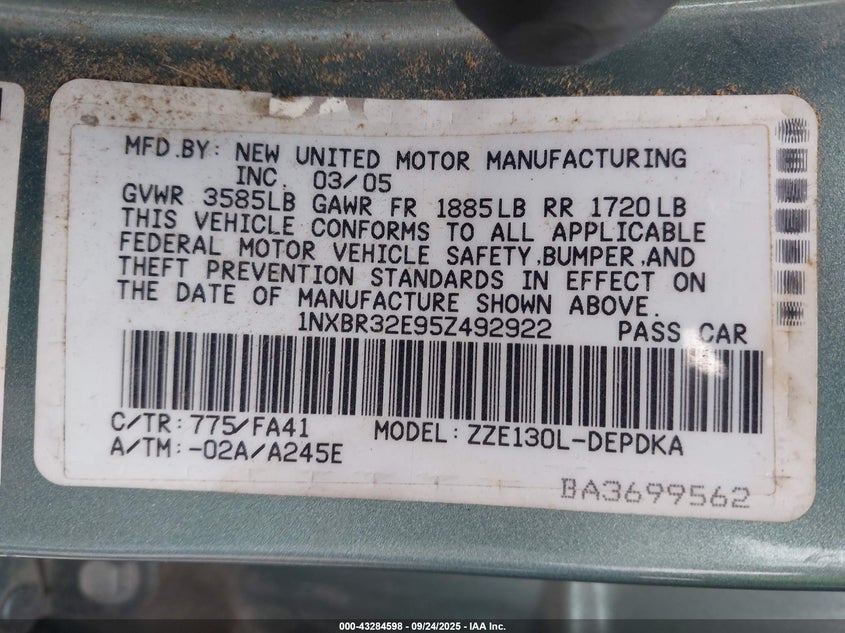 MFD.BY: NEW UNITED MOTOR MANUFACTURING
INC. 03/05
GVWR 3585LB GAWR FR 1885LB RR 1720LB
THIS VEHICLE CONFORMS TO ALL APPLICABLE
FEDERAL MOTOR VEHICLE SAFETY,BUMPER,AND
THEFT PREVENTION STANDARDS IN EFFECT ON
THE DATE OF MANUFACTURE SHOWN ABOVE.
1NXBR32E95Z492922 PASS CAR
C/TR:775/FA41 MODEL:ZZE130L-DEPDKA
A/TM:-02A/A245E
BA3699562
000-43284598 - 09/24/2025 - IAA Inc.